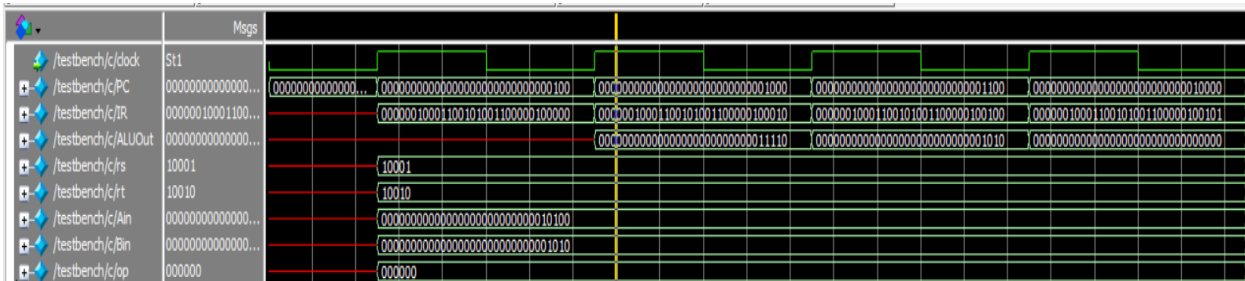 Msgs
/testbench/c/clock St1
/testbench/c/PC 00000000000000... 00000000000000... 00000000000000000000000000000100 00000000000000000000000000001000 00000000000000000000000000001100 00000000000000000000000000010000
/testbench/c/IR 00000010001100... 00000010001100101001100000100000 00000010001100101001100000100010 00000010001100101001100000100100 00000010001100101001100000100101
/testbench/c/ALUOut 00000000000000... 00000000000000000000000000011110 00000000000000000000000000001010 00000000000000000000000000000000
/testbench/c/rs 10001 10001
/testbench/c/rt 10010 10010
/testbench/c/Ain 00000000000000... 00000000000000000000000000010100
/testbench/c/Bin 00000000000000... 00000000000000000000000000001010
/testbench/c/op 000000 000000